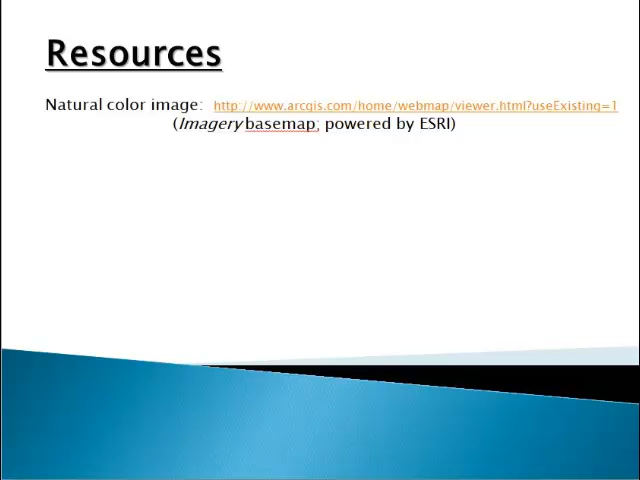 Resources
Natural color image: http://www.arcgis.com/home/webmap/viewer.html?useExisting=1
(Imagery basemap; powered by ESRI)